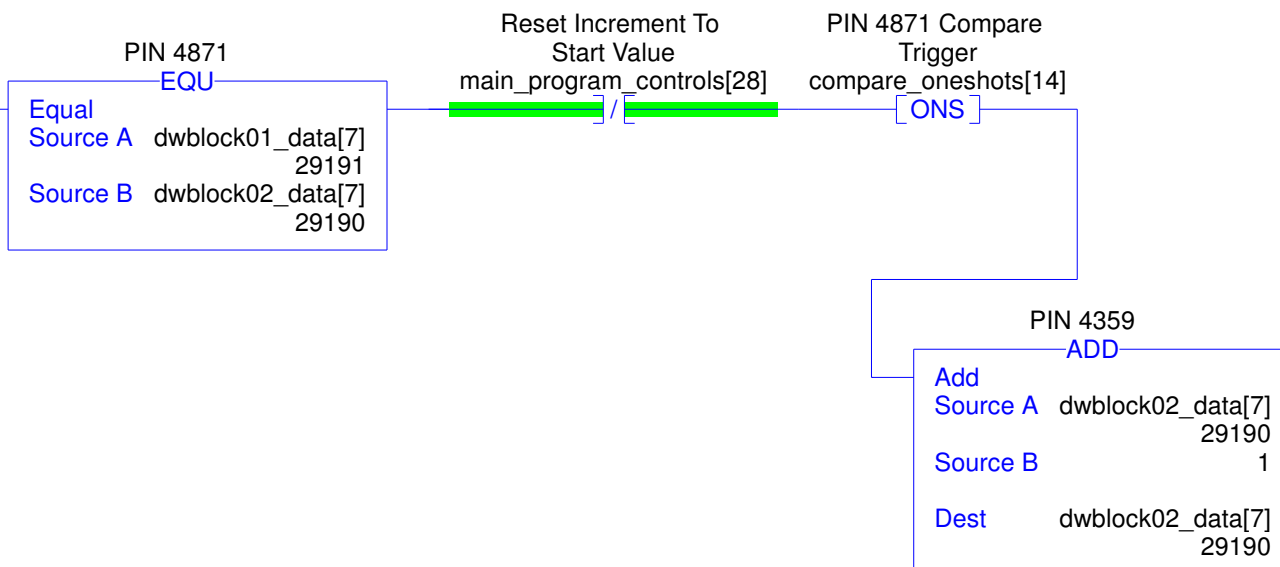 PIN 4871
EQU
Equal
Source A dwblock01_data[7]
29191
Source B dwblock02_data[7]
29190
Reset Increment To
Start Value
main_program_controls[28]
/
PIN 4871 Compare
Trigger
compare_oneshots[14]
ONS
PIN 4359
ADD
Add
Source A dwblock02_data[7]
29190
Source B 1
Dest dwblock02_data[7]
29190